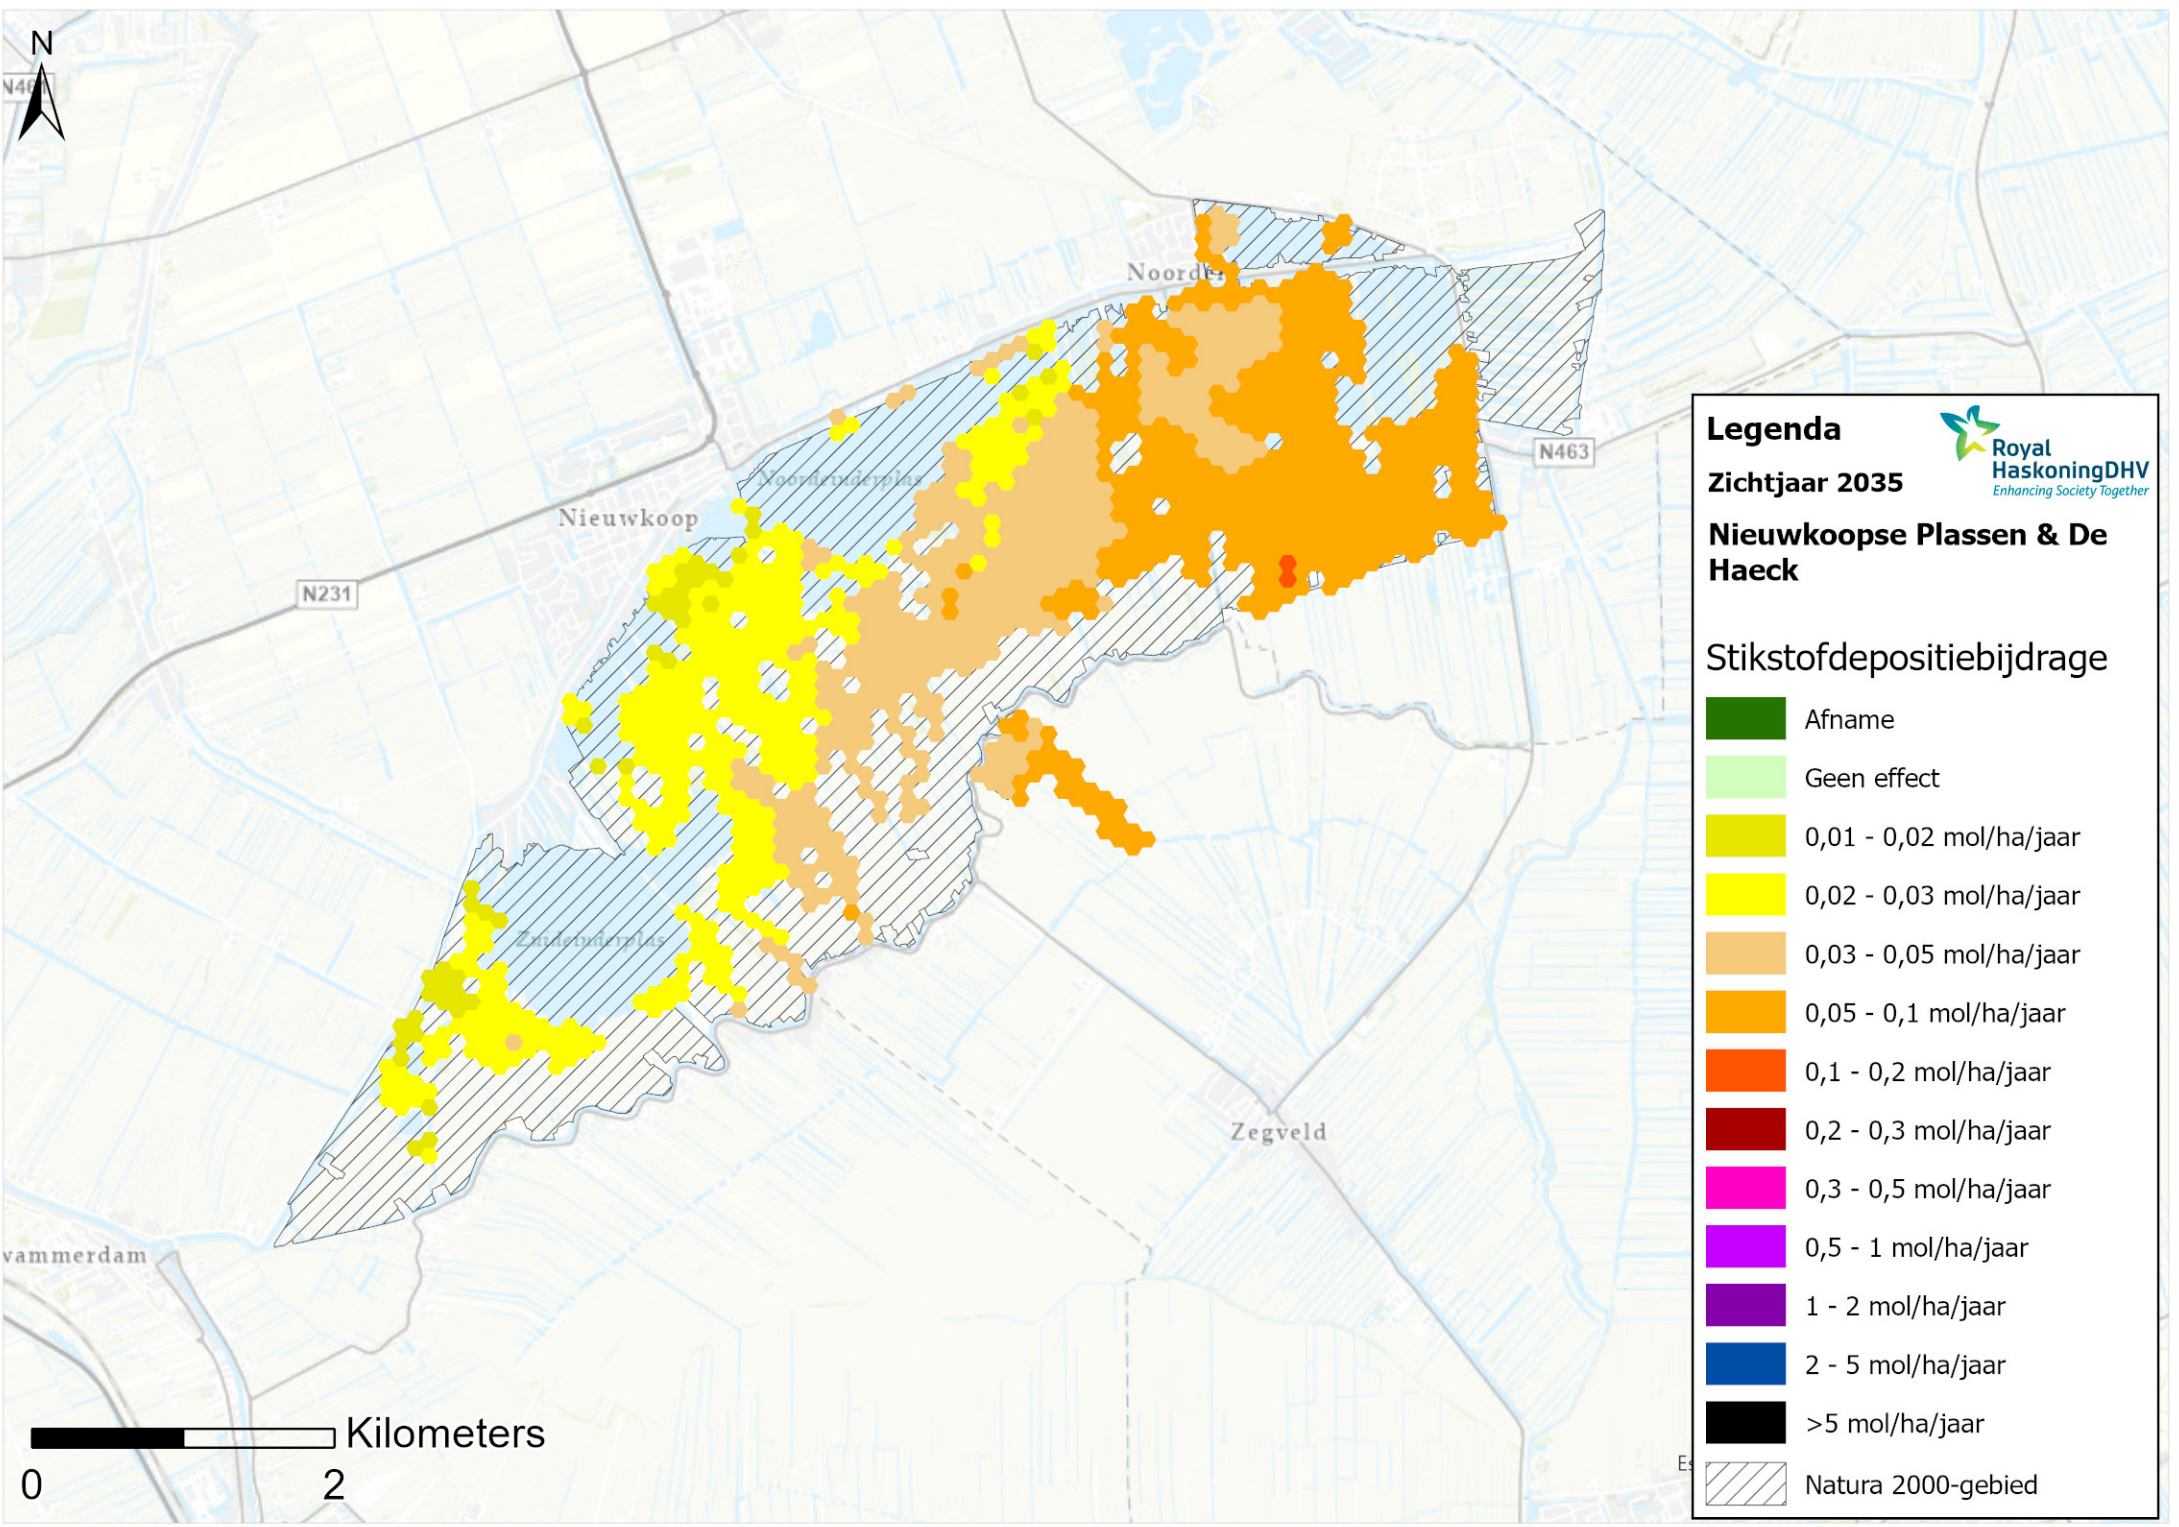 N
Noorden
Noordeinderplas
Nieuwkoop
N231
N463
Zuideinderplas
Zegveld
wammerdam
Kilometers
0 2
Legenda
Zichtjaar 2035
Royal
HaskoningDHV
Enhancing Society Together
Nieuwkoopse Plassen & De
Haeck
Stikstofdepositiebijdrage
Afname
Geen effect
0,01 - 0,02 mol/ha/jaar
0,02 - 0,03 mol/ha/jaar
0,03 - 0,05 mol/ha/jaar
0,05 - 0,1 mol/ha/jaar
0,1 - 0,2 mol/ha/jaar
0,2 - 0,3 mol/ha/jaar
0,3 - 0,5 mol/ha/jaar
0,5 - 1 mol/ha/jaar
1 - 2 mol/ha/jaar
2 - 5 mol/ha/jaar
>5 mol/ha/jaar
Natura 2000-gebied